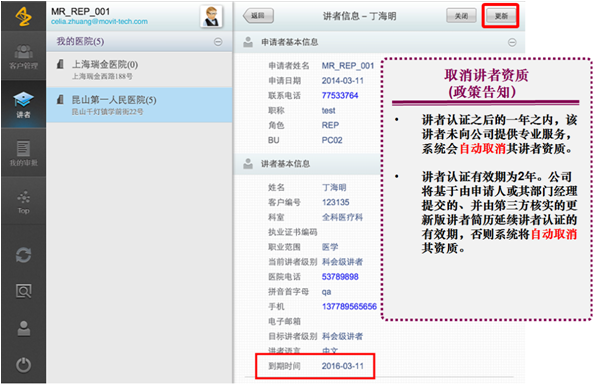 MR_REP_001
celia.zhuang@movit-tech.com
返回
讲者信息 – 丁海明
关闭
更新
客户管理
讲者
我的审批
Top
我的医院(5)
上海瑞金医院(0)
上海瑞金西路188号
昆山第一人民医院(5)
昆山千灯镇学前街22号
申请者基本信息
申请者姓名 MR_REP_001
申请日期 2014-03-11
联系电话 77533764
职称 test
角色 REP
BU PC02
讲者基本信息
姓名 丁海明
客户编号 123135
科室 全科医疗科
执业证书编码
职业范围 医学
当前讲者级别 科会级讲者
医院电话 53789898
拼音首字母 qa
手机 137789565656
电子邮箱
目标讲者级别 科会级讲者
讲者语言 中文
到期时间 2016-03-11
取消讲者资质
(政策告知)
• 讲者认证之后的一年之内，该
讲者未向公司提供专业服务，
系统会自动取消其讲者资质。
• 讲者认证有效期为2年。公司
将基于由申请人或其部门经理
提交的、并由第三方核实的更
新版讲者简历延续讲者认证的
有效期，否则系统将自动取消
其资质。